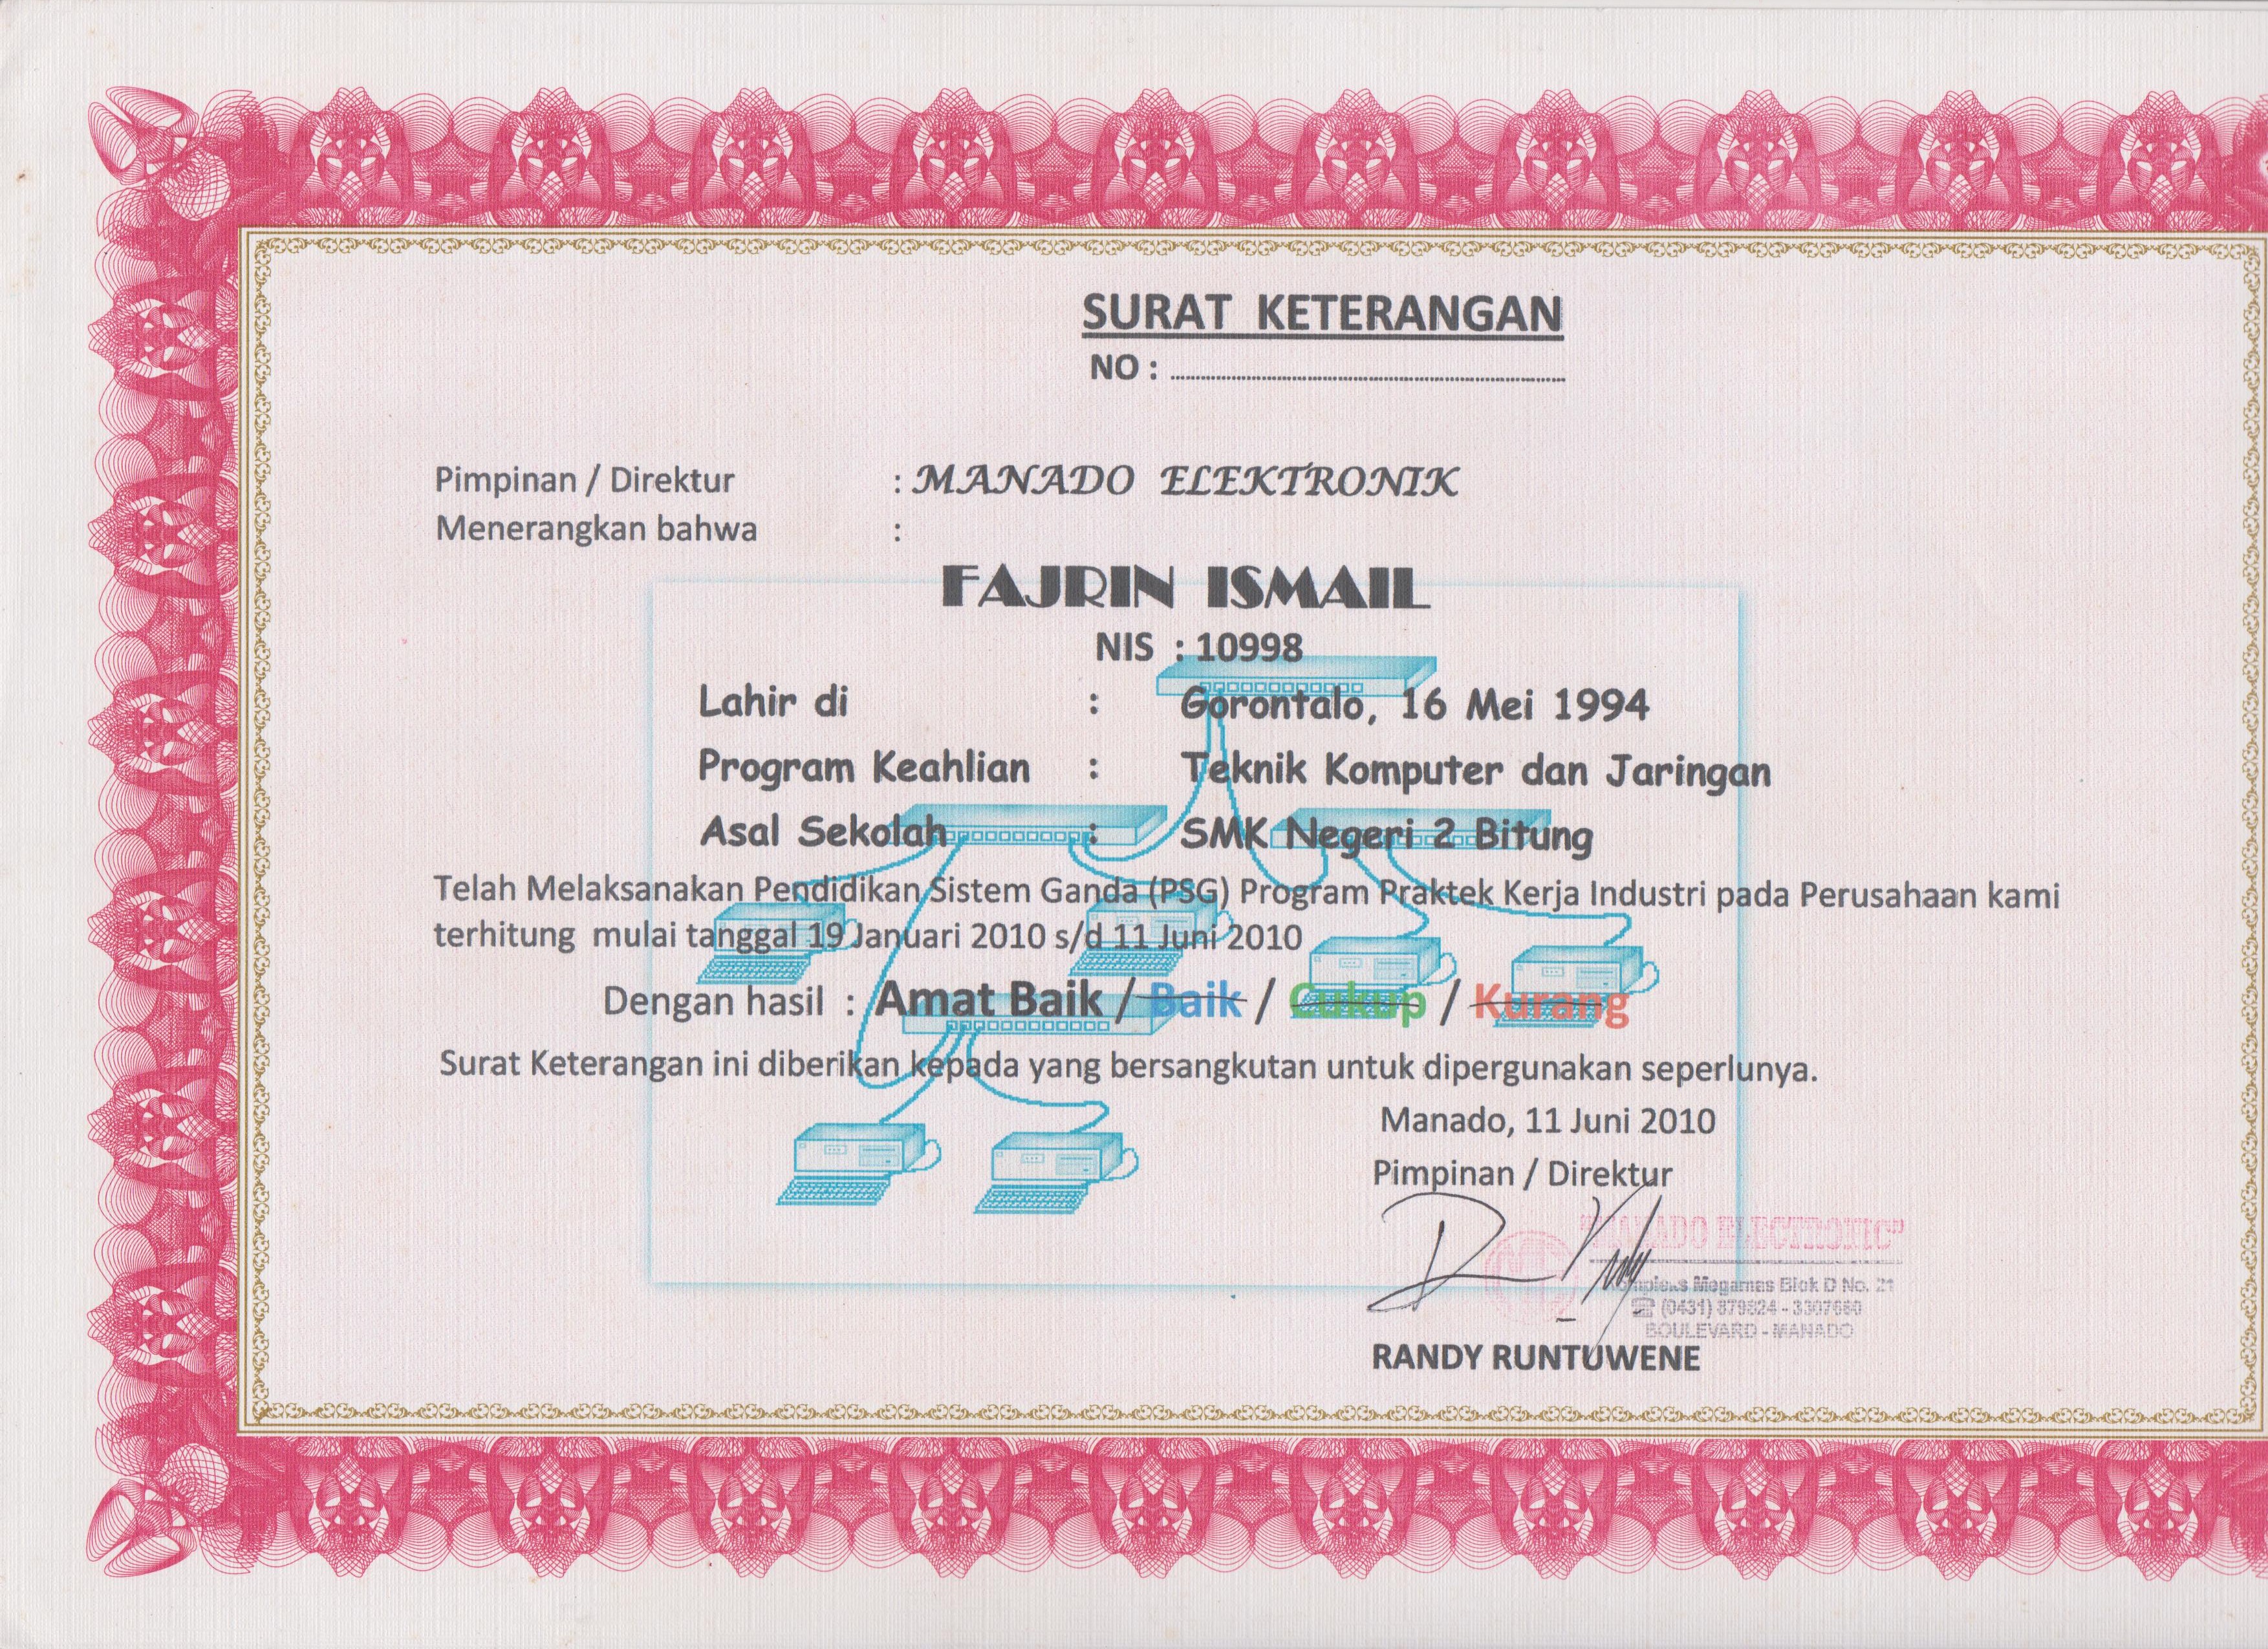 SURAT KETERANGAN
NO : ........................................
Pimpinan / Direktur : MANADO ELEKTRONIK
Menerangkan bahwa :
FAJRIN ISMAIL
NIS : 10998
Lahir di : Gorontalo, 16 Mei 1994
Program Keahlian : Teknik Komputer dan Jaringan
Asal Sekolah : SMK Negeri 2 Bitung
Telah Melaksanakan Pendidikan Sistem Ganda (PSG) Program Praktek Kerja Industri pada Perusahaan kami
terhitung mulai tanggal 19 Januari 2010 s/d 11 Juni 2010
Dengan hasil : Amat Baik / Baik / Cukup / Kurang
Surat Keterangan ini diberikan kepada yang bersangkutan untuk dipergunakan seperlunya.
Manado, 11 Juni 2010
Pimpinan / Direktur
"MANADO ELECTRONIC"
Kompleks Megamas Blok D No. 21
(0431) 879824 - 3307660
BOULEVARD - MANADO
RANDY RUNTUWENE